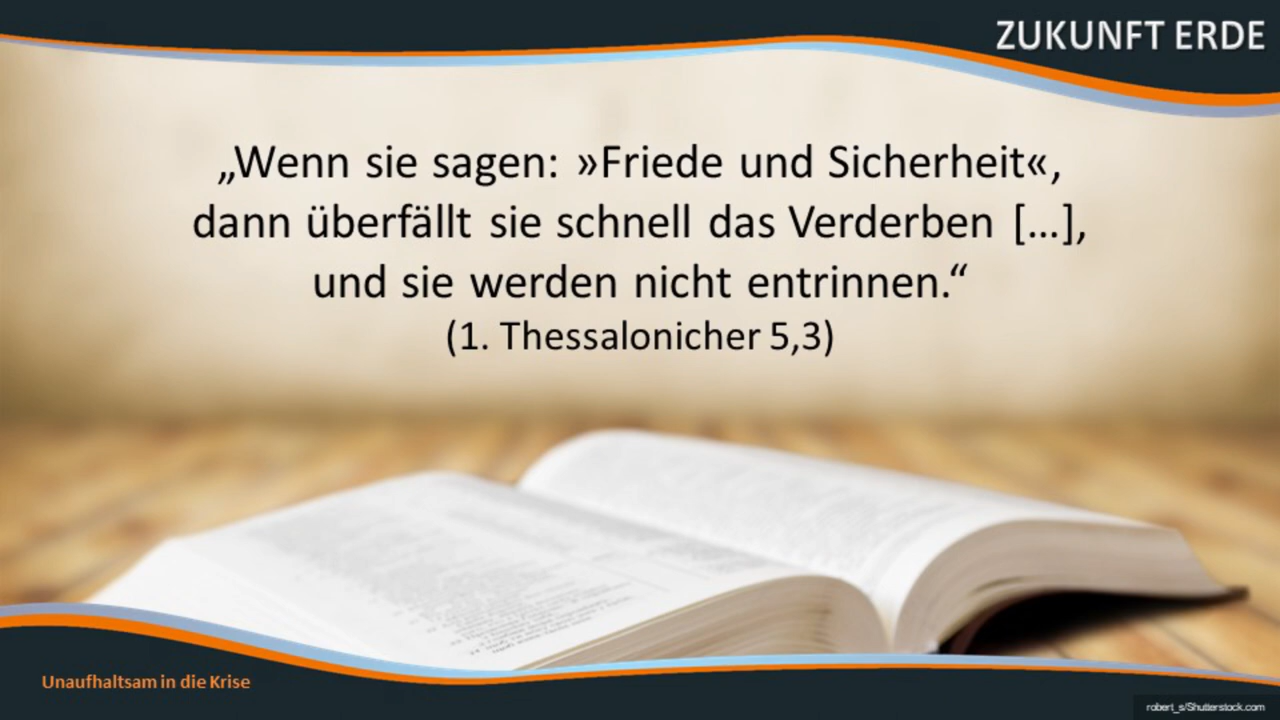 ZUKUNFT ERDE
„Wenn sie sagen: »Friede und Sicherheit«,
dann überfällt sie schnell das Verderben [...],
und sie werden nicht entrinnen.“
(1. Thessalonicher 5,3)
Unaufhaltsam in die Krise
robert_s/Shutterstock.com